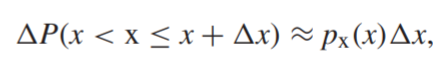 ΔP(x < x ≤ x + Δx) ≈ pₓ(x)Δx,